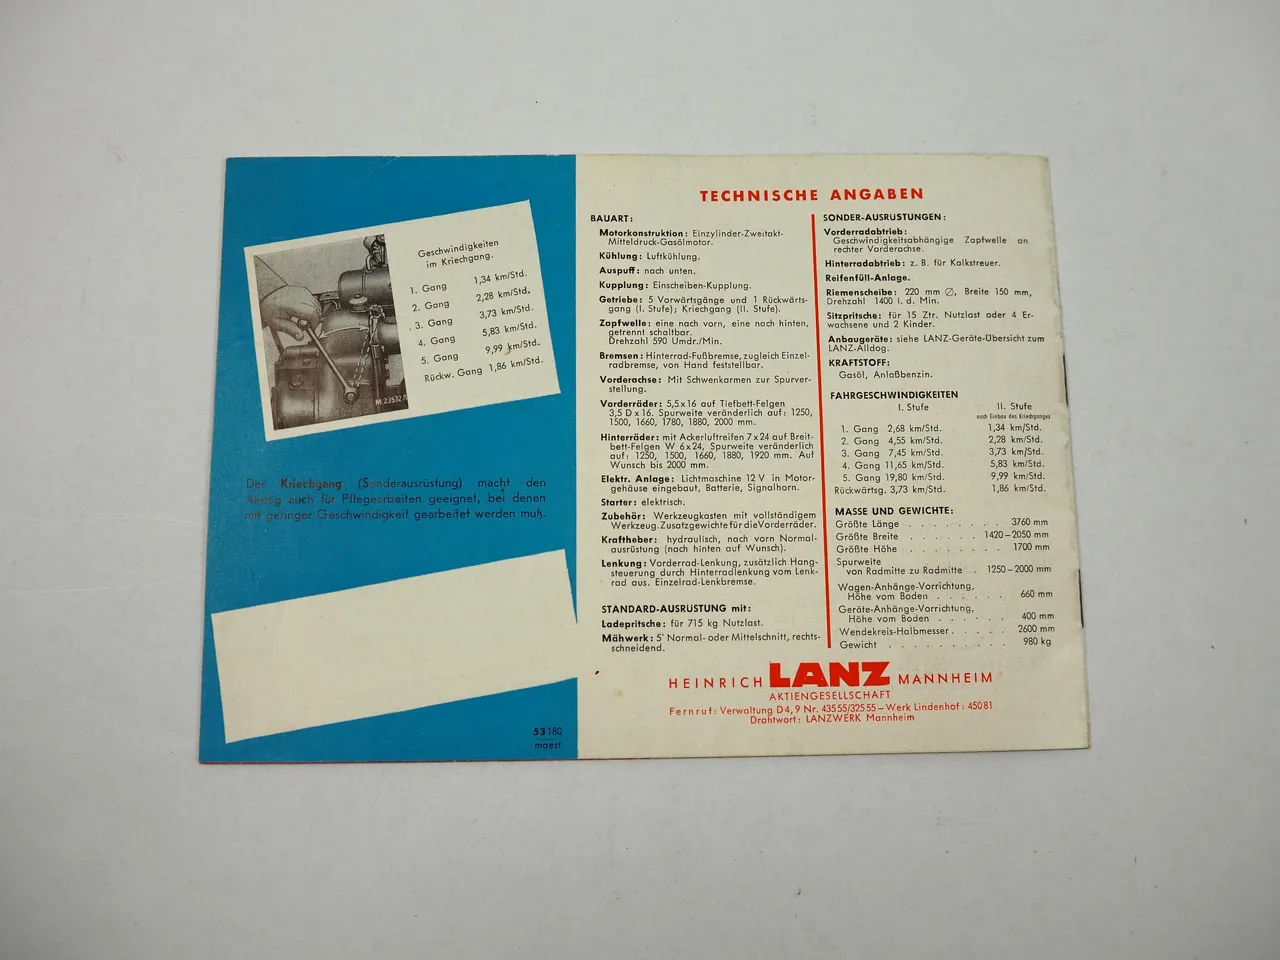 Geschwindigkeiten
im Kriechgang.
1. Gang 1,34 km/Std.
2. Gang 2,28 km/Std.
3. Gang 3,73 km/Std.
4. Gang 5,83 km/Std.
5. Gang 9,99 km/Std.
Rückw. Gang 1,86 km/Std.
Der Kriechgang (Sonderausrüstung) macht den
Alldog auch für Pflegearbeiten geeignet, bei denen
mit geringer Geschwindigkeit gearbeitet werden muß.
53 180
maest
TECHNISCHE ANGABEN
BAUART:
Motorkonstruktion: Einzylinder-Zweitakt-
Mitteldruck-Gasölmotor.
Kühlung: Luftkühlung.
Auspuff: nach unten.
Kupplung: Einscheiben-Kupplung.
Getriebe: 5 Vorwärtsgänge und 1 Rückwärts-
gang (I. Stufe); Kriechgang (II. Stufe).
Zapfwelle: eine nach vorn, eine nach hinten,
getrennt schaltbar.
Drehzahl 590 Umdr./Min.
Bremsen: Hinterrad-Fußbremse, zugleich Einzel-
radbremse, von Hand feststellbar.
Vorderachse: Mit Schwenkarmen zur Spurver-
stellung.
Vorderräder: 5,5x16 auf Tiefbett-Felgen
3,5 D x 16. Spurweite veränderlich auf: 1250,
1500, 1660, 1780, 1880, 2000 mm.
Hinterräder: mit Ackerluftreifen 7x24 auf Breit-
bett-Felgen W 6x24, Spurweite veränderlich
auf: 1250, 1500, 1660, 1880, 1920 mm. Auf
Wunsch bis 2000 mm.
Elektr. Anlage: Lichtmaschine 12 V in Motor-
gehäuse eingebaut, Batterie, Signalhorn.
Starter: elektrisch.
Zubehör: Werkzeugkasten mit vollständigem
Werkzeug. Zusatzgewichte für die Vorderräder.
Kraftheber: hydraulisch, nach vorn Normal-
ausrüstung (nach hinten auf Wunsch).
Lenkung: Vorderrad-Lenkung, zusätzlich Hang-
steuerung durch Hinterradlenkung vom Lenk-
rad aus. Einzelrad-Lenkbremse.
STANDARD-AUSRÜSTUNG mit:
Ladepritsche: für 715 kg Nutzlast.
Mähwerk: 5' Normal- oder Mittelschnitt, rechts-
schneidend.
SONDER-AUSRÜSTUNGEN:
Vorderradabtrieb:
Geschwindigkeitsabhängige Zapfwelle an
rechter Vorderachse.
Hinterradabtrieb: z. B. für Kalkstreuer.
Reifenfüll-Anlage.
Riemenscheibe: 220 mm Ø, Breite 150 mm,
Drehzahl 1400 i. d. Min.
Sitzpritsche: für 15 Ztr. Nutzlast oder 4 Er-
wachsene und 2 Kinder.
Anbaugeräte: siehe LANZ-Geräte-Übersicht zum
LANZ-Alldog.
KRAFTSTOFF:
Gasöl, Anlaßbenzin.
FAHRGESCHWINDIGKEITEN
I. Stufe II. Stufe
nach Einbau des Kriechganges
1. Gang 2,68 km/Std. 1,34 km/Std.
2. Gang 4,55 km/Std. 2,28 km/Std.
3. Gang 7,45 km/Std. 3,73 km/Std.
4. Gang 11,65 km/Std. 5,83 km/Std.
5. Gang 19,80 km/Std. 9,99 km/Std.
Rückwärtsg. 3,73 km/Std. 1,86 km/Std.
MASSE UND GEWICHTE:
Größte Länge . . . . . . . . 3760 mm
Größte Breite . . . . . . 1420–2050 mm
Größte Höhe . . . . . . . . 1700 mm
Spurweite
von Radmitte zu Radmitte . 1250–2000 mm
Wagen-Anhänge-Vorrichtung,
Höhe vom Boden . . . . . . 660 mm
Geräte-Anhänge-Vorrichtung,
Höhe vom Boden . . . . . . 400 mm
Wendekreis-Halbmesser . . . . . 2600 mm
Gewicht . . . . . . . . . . 980 kg
HEINRICH LANZ MANNHEIM
AKTIENGESELLSCHAFT
Fernruf: Verwaltung D 4, 9 Nr. 43555/32555 – Werk Lindenhof: 45081
Drahtwort: LANZWERK Mannheim